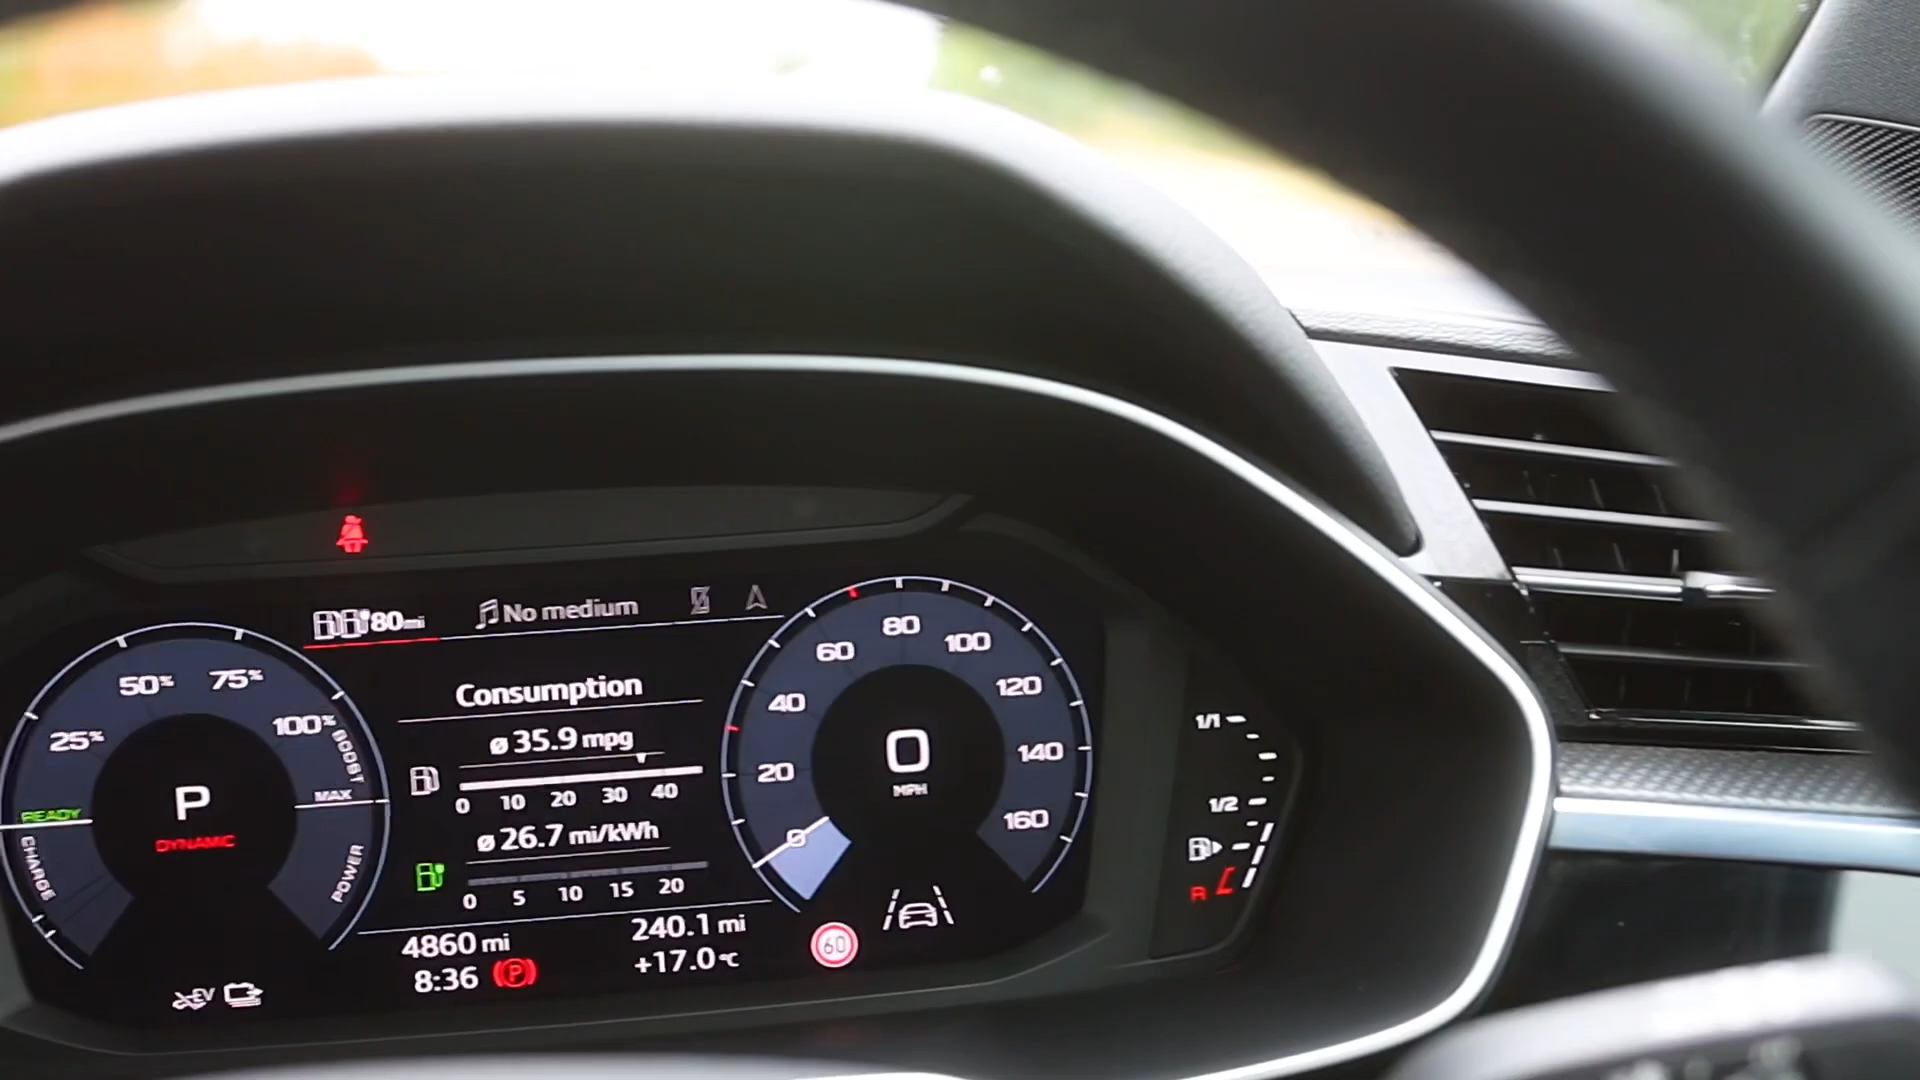 80mi
No medium
Consumption
ø 35.9 mpg
0 10 20 30 40
ø 26.7 mi/kWh
0 5 10 15 20
4860 mi
240.1 mi
8:36
P
+17.0°C
25%
50%
75%
100%
BOOST
MAX
READY
CHARGE
POWER
P
DYNAMIC
EV
0
20
40
60
80
100
120
140
160
0
MPH
60
1/1
1/2
R